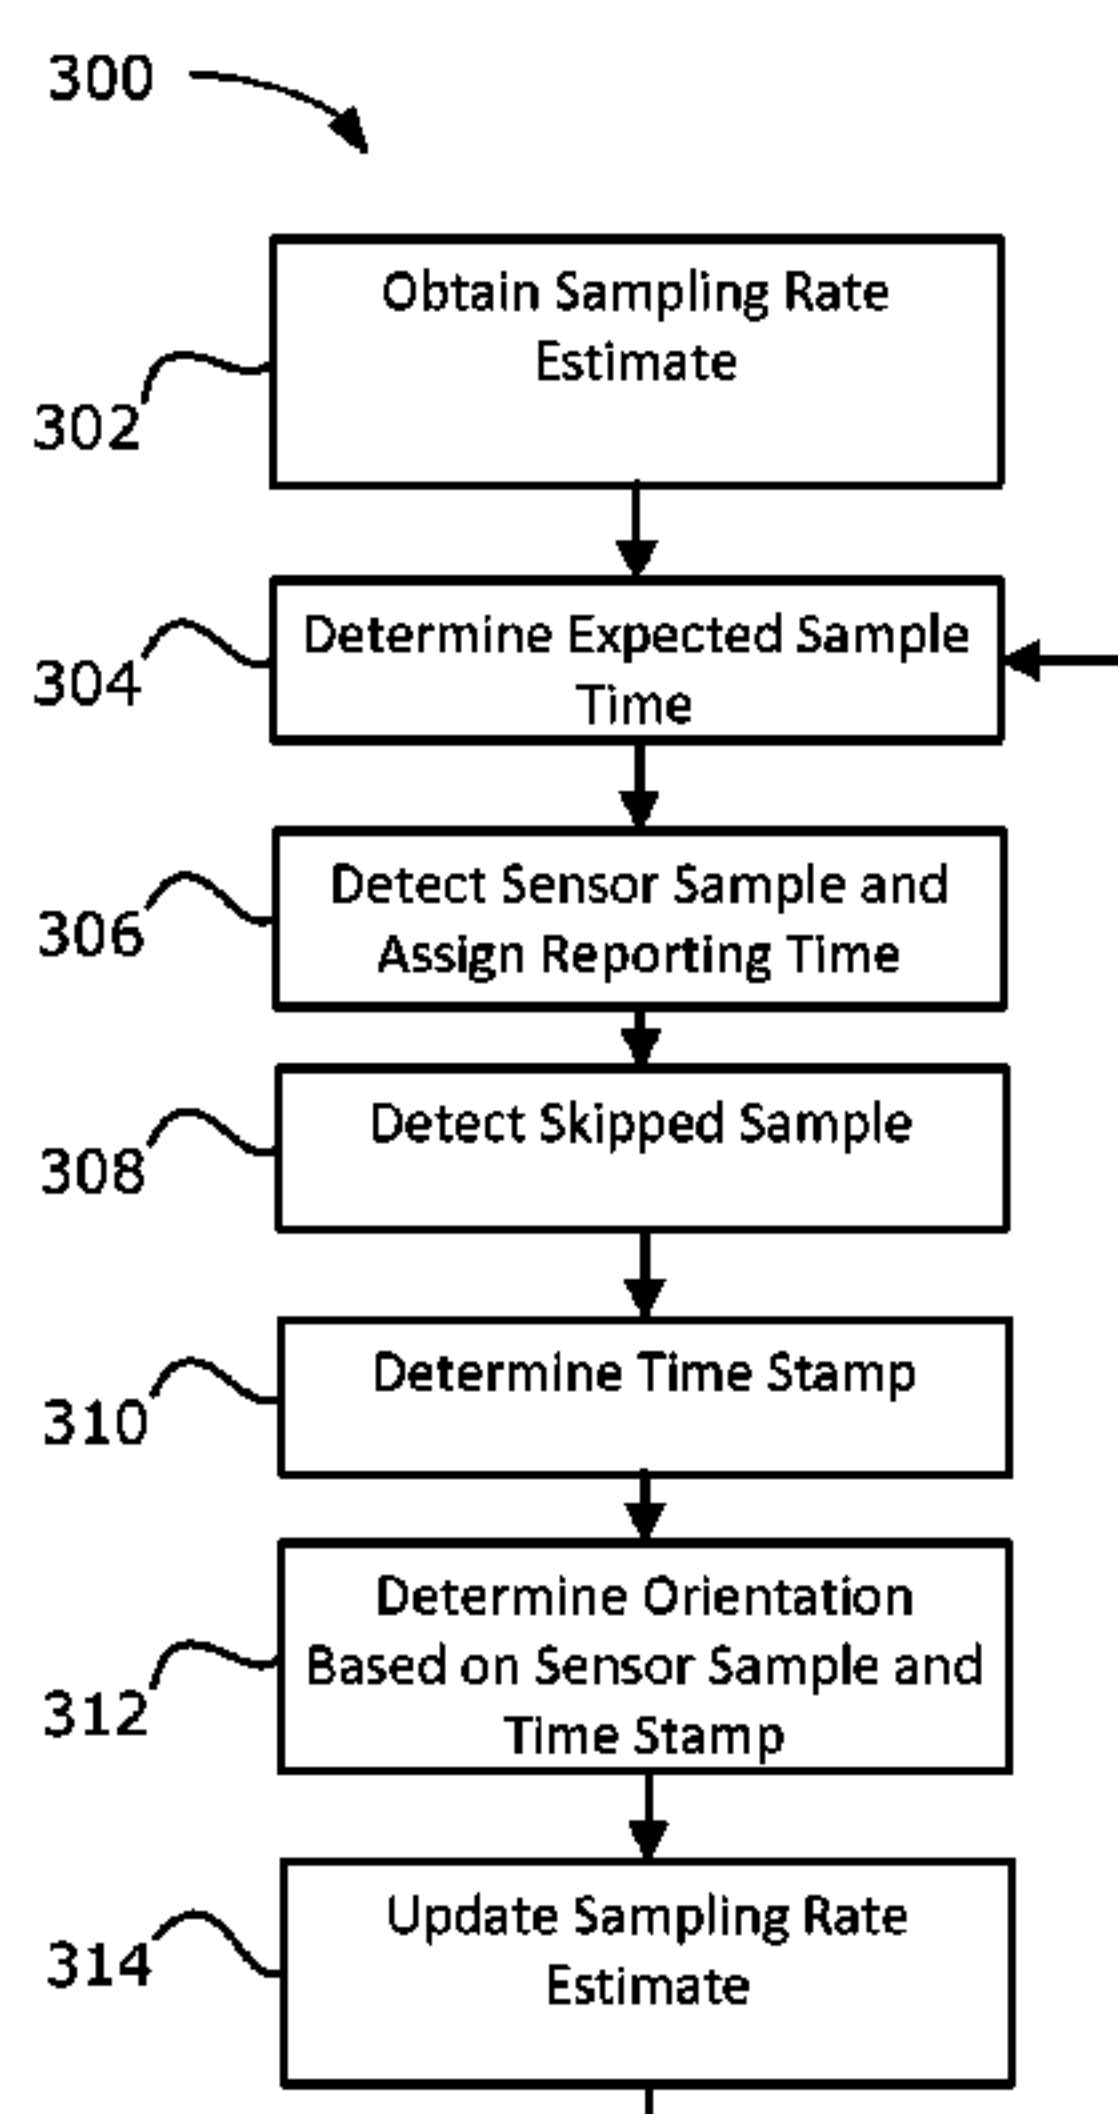 300
Obtain Sampling Rate
Estimate
302
Determine Expected Sample
Time
304
Detect Sensor Sample and
Assign Reporting Time
306
Detect Skipped Sample
308
Determine Time Stamp
310
Determine Orientation
Based on Sensor Sample and
Time Stamp
312
Update Sampling Rate
Estimate
314